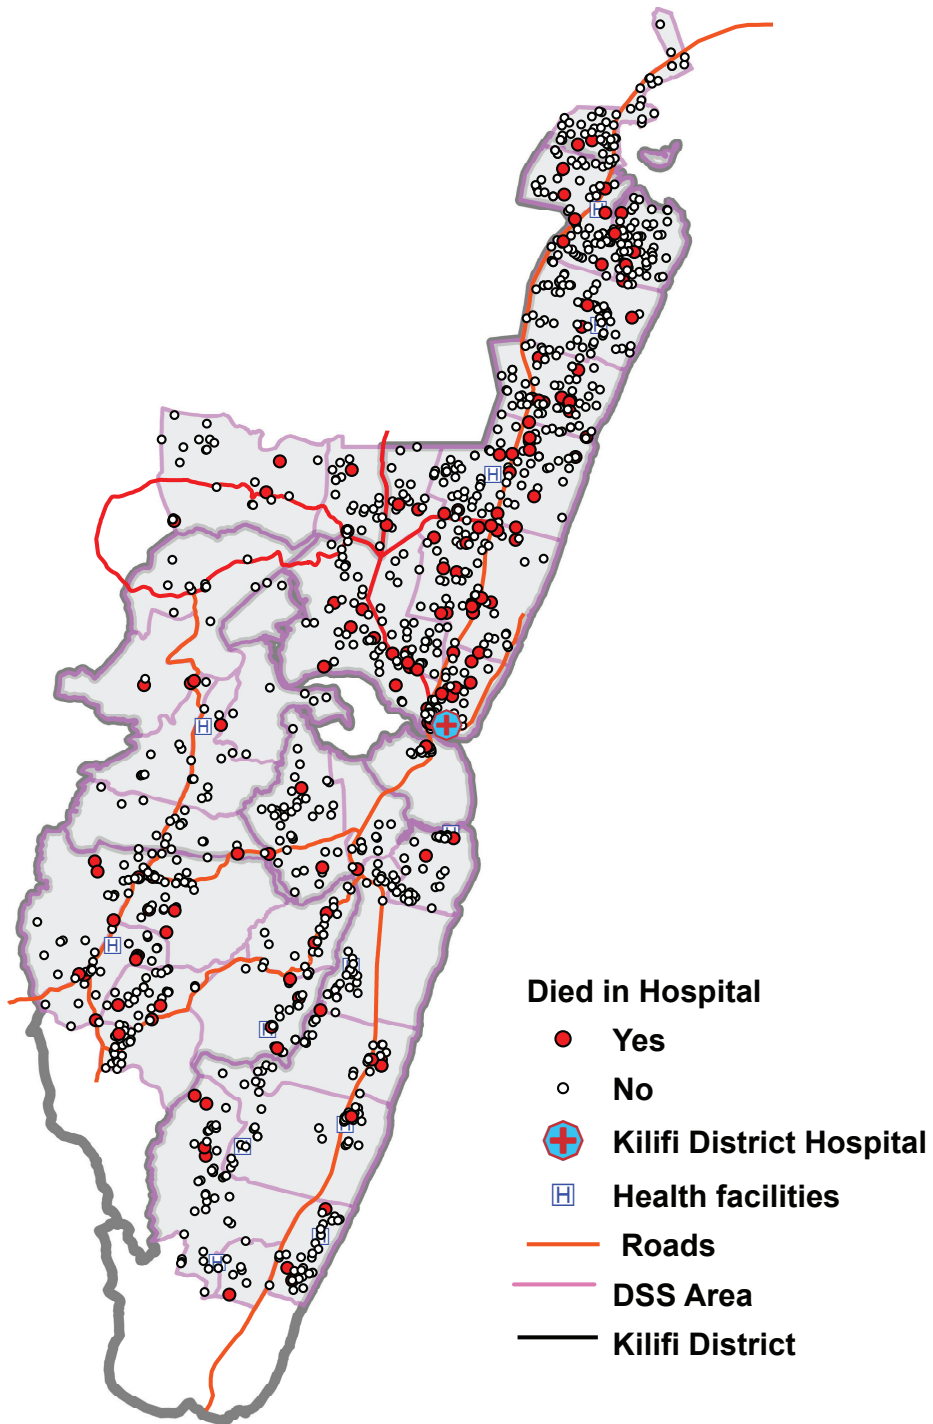 H
H
H
H
H
H
H
H
H
H
H
H
H
Died in Hospital
Yes
No
Kilifi District Hospital
H Health facilities
Roads
DSS Area
Kilifi District